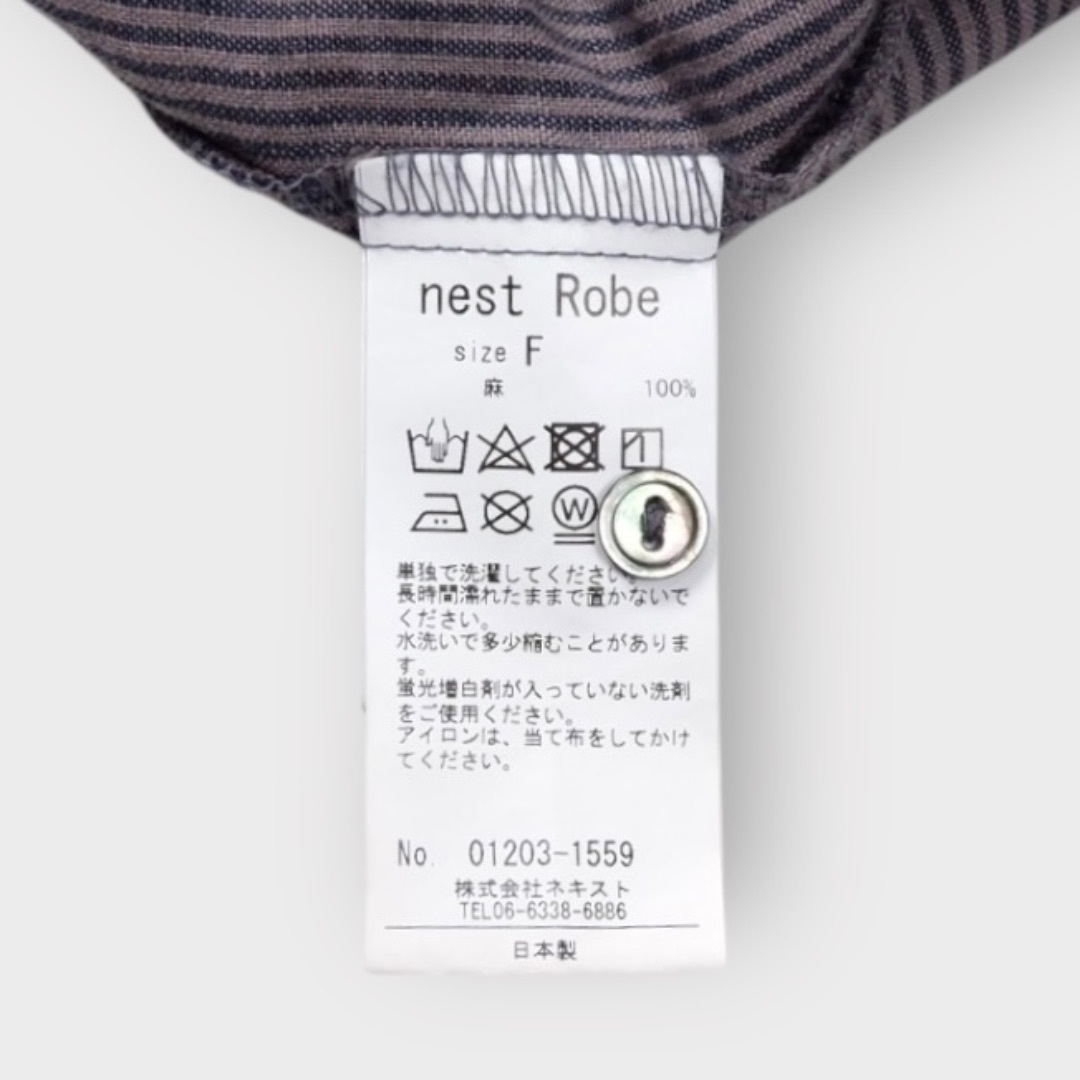 nest Robe
size F
麻 100%
W
単独で洗濯してください。
長時間濡れたままで置かないで
ください。
水洗いで多少縮むことがありま
す。
蛍光増白剤が入っていない洗剤
をご使用ください。
アイロンは、当て布をしてかけ
てください。
No. 01203-1559
株式会社ネキスト
TEL06-6338-6886
日本製